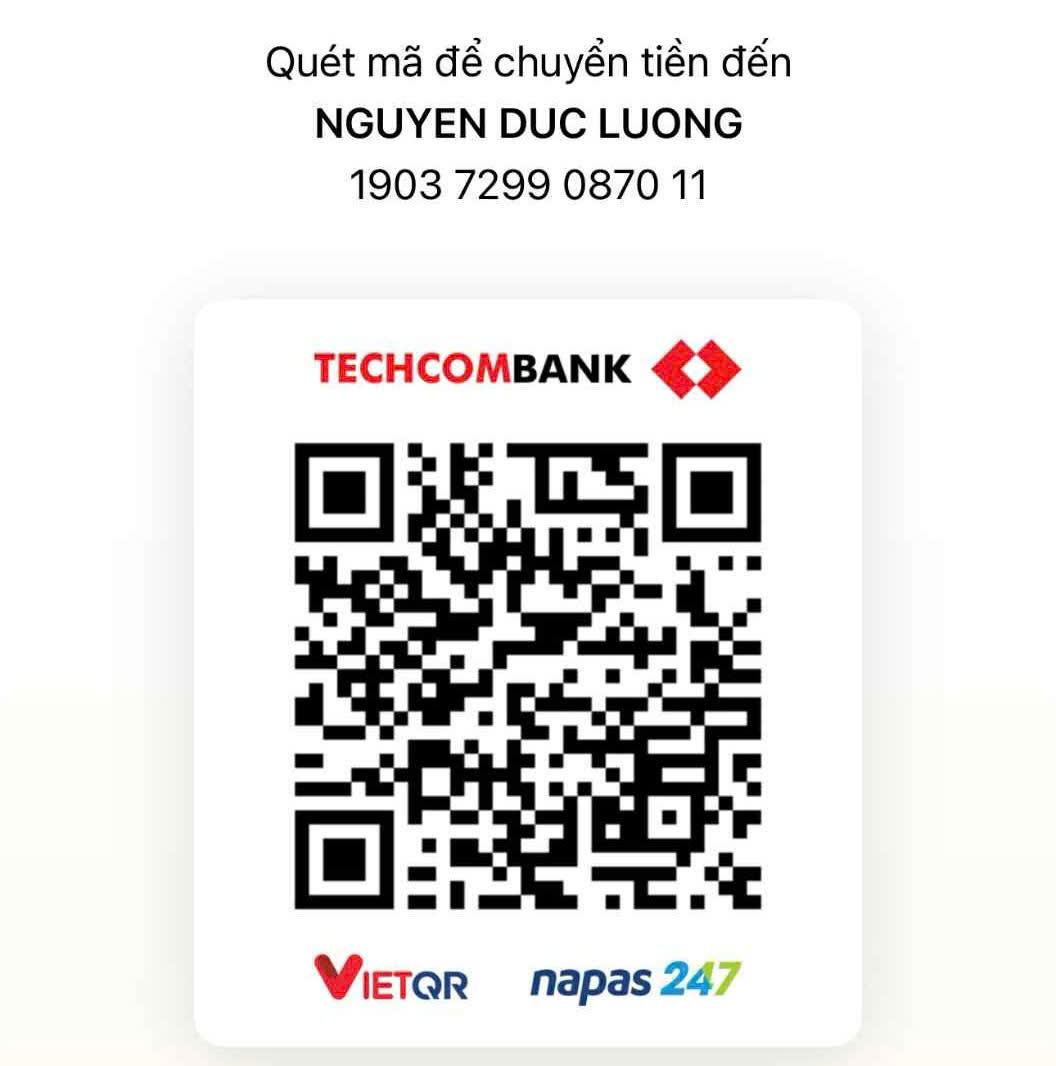 Quét mã để chuyển tiền đến
NGUYEN DUC LUONG
1903 7299 0870 11
TECHCOMBANK
VIETQR
napas 247